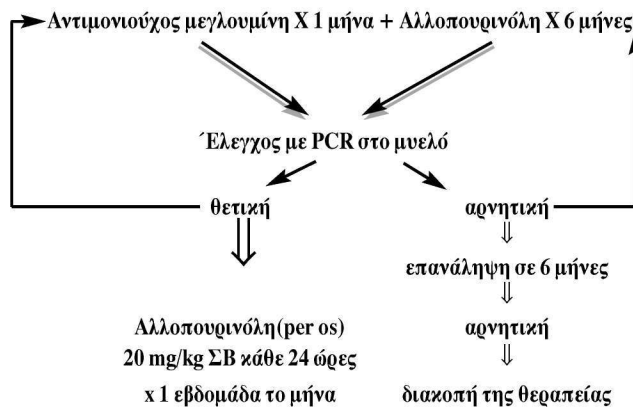 Αντιμονιούχος μεγλουμίνη Χ 1 μήνα + Αλλοπουρινόλη Χ 6 μήνες
Έλεγχος με PCR στο μυελό
θετική
αρνητική
επανάληψη σε 6 μήνες
Αλλοπουρινόλη(per os)
αρνητική
20 mg/kg ΣΒ κάθε 24 ώρες
x 1 εβδομάδα το μήνα
διακοπή της θεραπείας